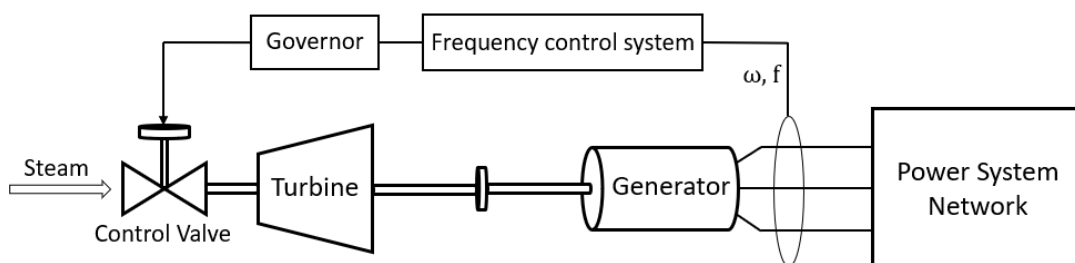 Governor
Frequency control system
ω, f
Steam
Turbine
Generator
Power System
Network
Control Valve